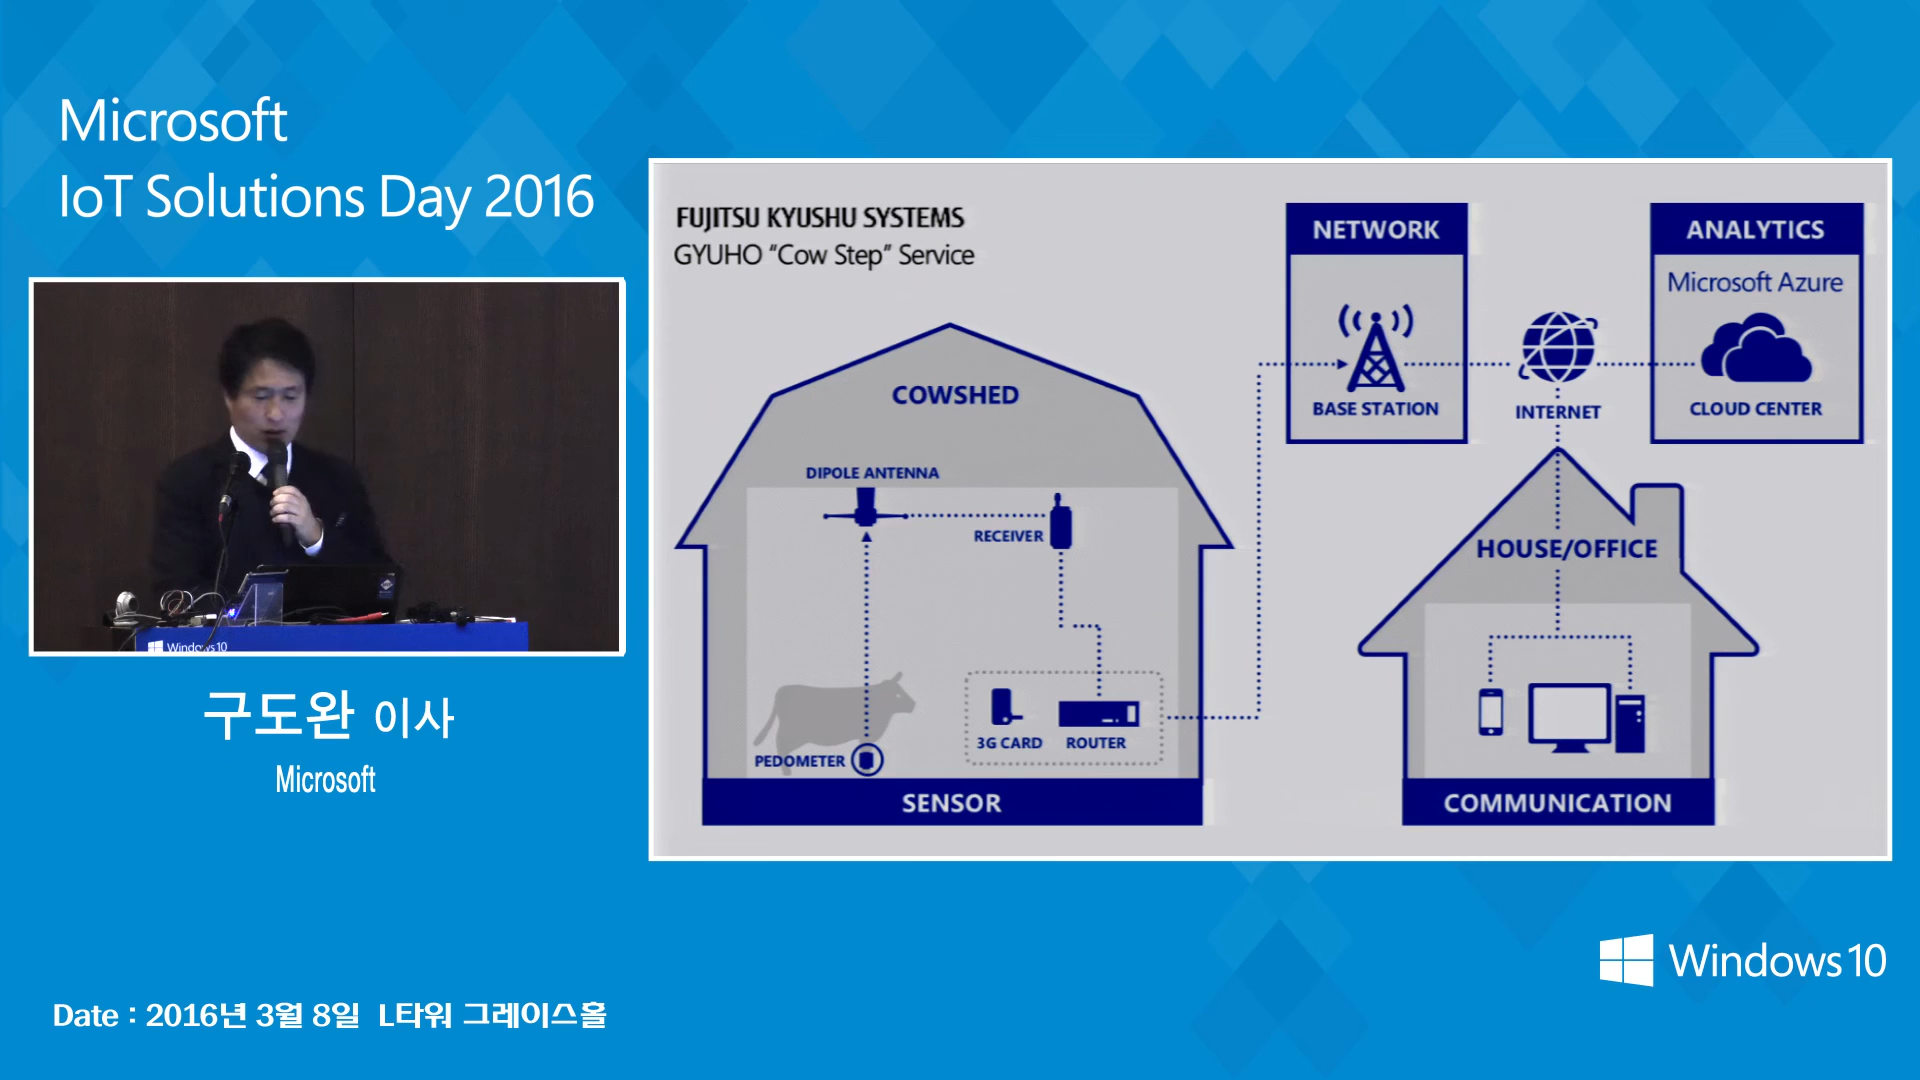 Microsoft
IoT Solutions Day 2016
Windows 10
구도완 이사
Microsoft
FUJITSU KYUSHU SYSTEMS
GYUHO “Cow Step” Service
COWSHED
DIPOLE ANTENNA
RECEIVER
PEDOMETER
3G CARD
ROUTER
SENSOR
NETWORK
BASE STATION
INTERNET
ANALYTICS
Microsoft Azure
CLOUD CENTER
HOUSE/OFFICE
COMMUNICATION
Windows 10
Date : 2016년 3월 8일 L타워 그레이스홀